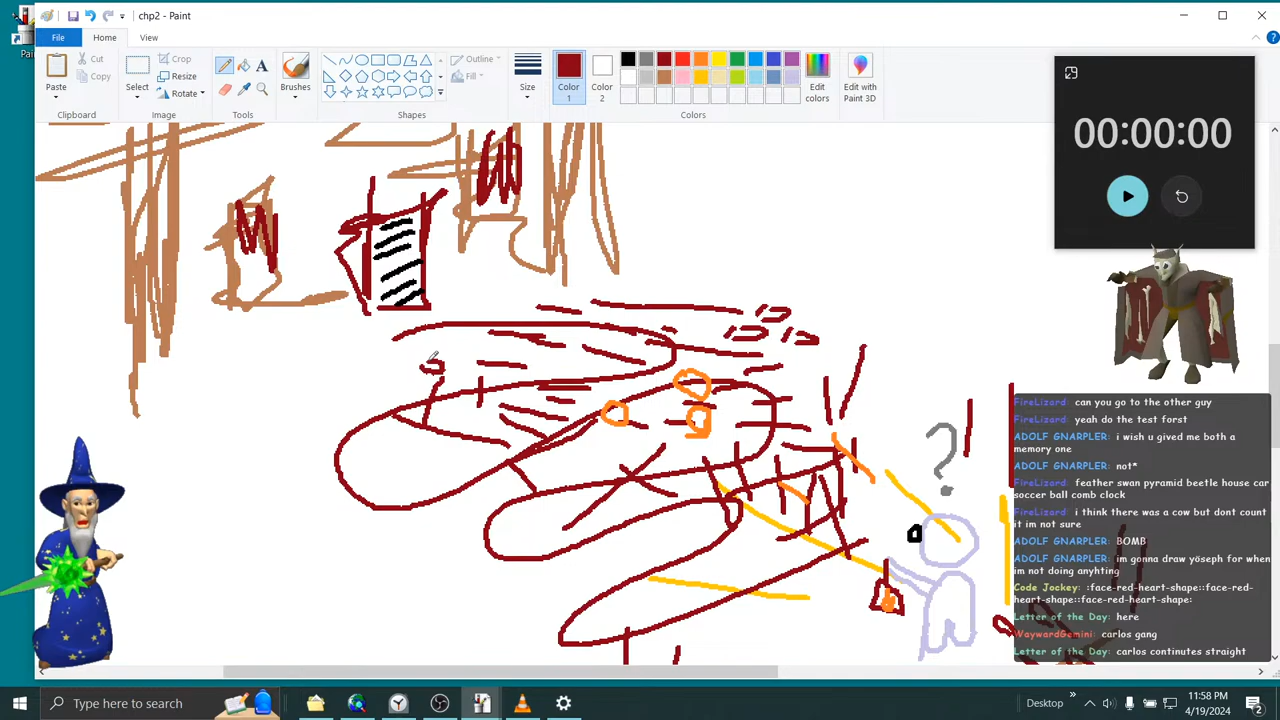 chp2 - Paint
File
Home
View
Paste
Cut
Copy
Clipboard
Select
Crop
Resize
Rotate
Image
A
Tools
Brushes
Outline
Fill
Shapes
Size
Color
1
Color
2
Edit
colors
Edit with
Paint 3D
Colors
00:00:00
?
FireLizard: can you go to the other guy
FireLizard: yeah do the test forst
ADOLF GNARPLER: i wish u gived me both a
memory one
ADOLF GNARPLER: not*
FireLizard: feather swan pyramid beetle house car
soccer ball comb clock
FireLizard: i think there was a cow but dont count
it im not sure
ADOLF GNARPLER: BOMB
ADOLF GNARPLER: im gonna draw yöseph for when
im not doing anyhting
Code Jockey: :face-red-heart-shape::face-red-
heart-shape::face-red-heart-shape:
Letter of the Day: here
WaywardGemini: carlos gang
Letter of the Day: carlos continutes straight
Type here to search
Desktop
11:58 PM
4/19/2024
2